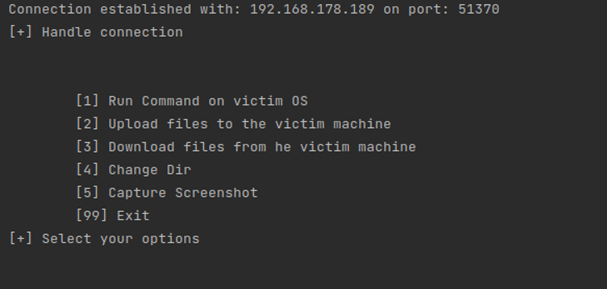 Connection established with: 192.168.178.189 on port: 51370
[+] Handle connection
[1] Run Command on victim OS
[2] Upload files to the victim machine
[3] Download files from he victim machine
[4] Change Dir
[5] Capture Screenshot
[99] Exit
[+] Select your options